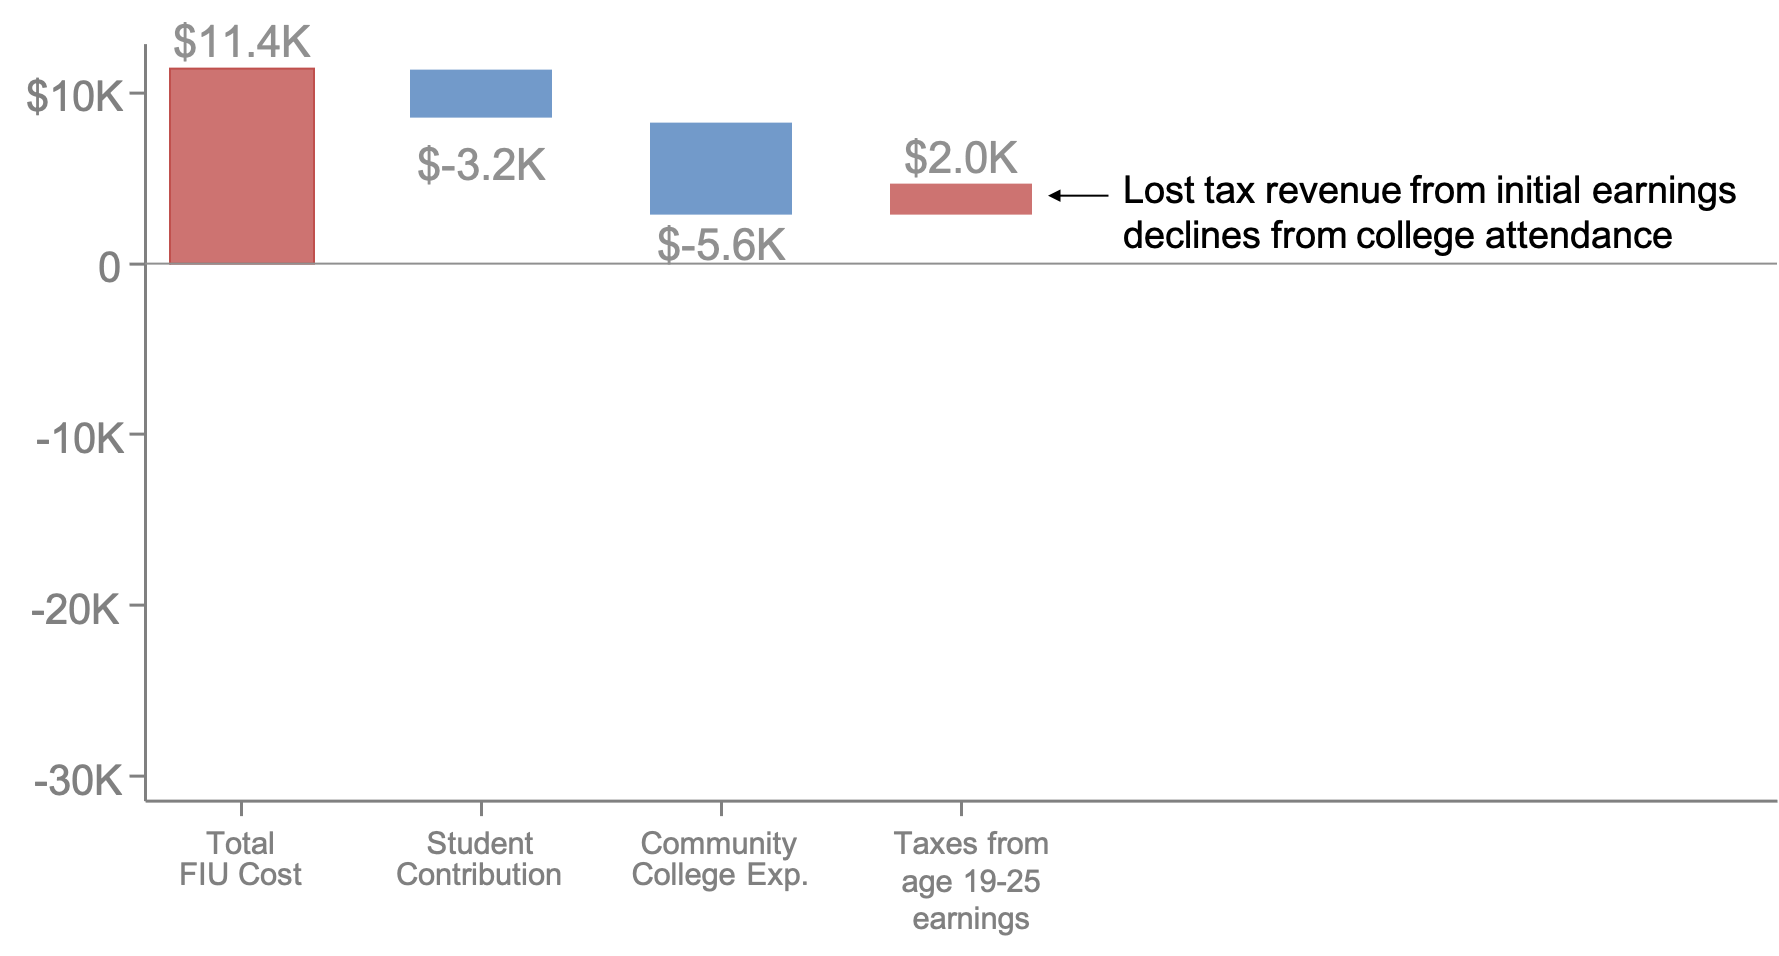 $11.4K
$10K
$-3.2K
$2.0K
Lost tax revenue from initial earnings
declines from college attendance
$-5.6K
0
-10K
-20K
-30K
Total
FIU Cost
Student
Contribution
Community
College Exp.
Taxes from
age 19-25
earnings